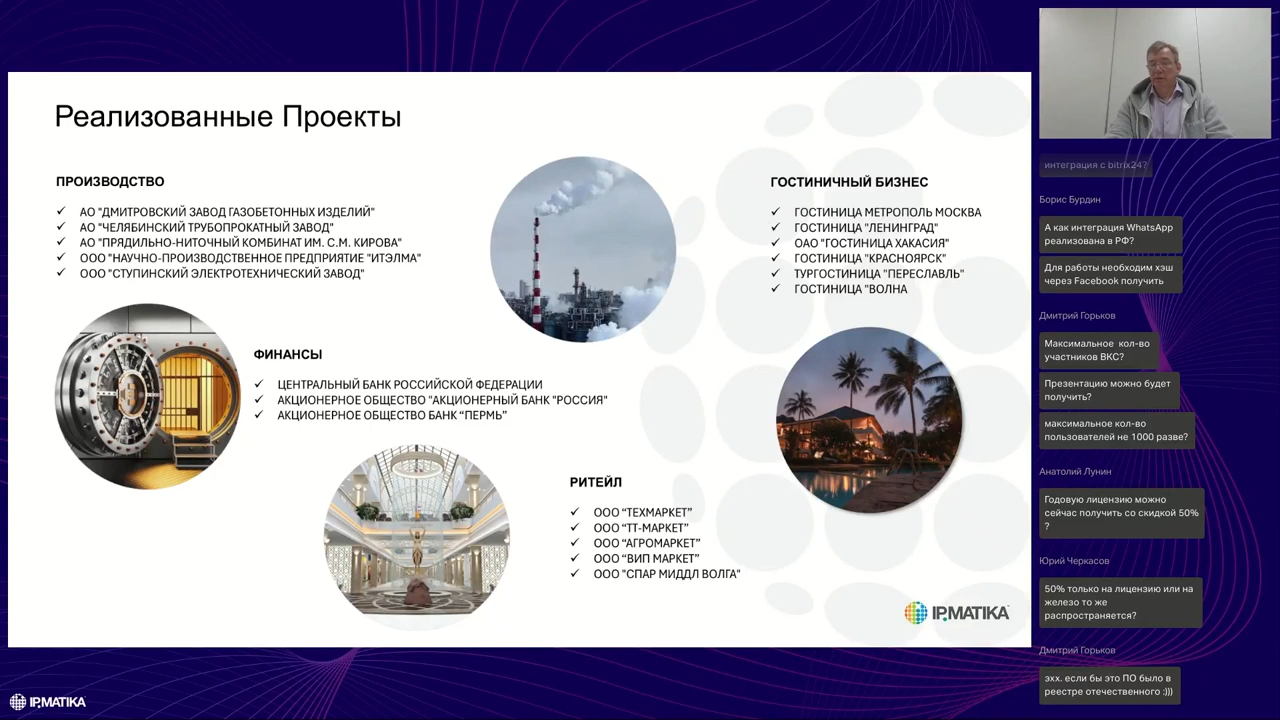 Реализованные Проекты
ПРОИЗВОДСТВО
АО "ДМИТРОВСКИЙ ЗАВОД ГАЗОБЕТОННЫХ ИЗДЕЛИЙ"
АО "ЧЕЛЯБИНСКИЙ ТРУБОПРОКАТНЫЙ ЗАВОД"
АО "ПРЯДИЛЬНО-НИТОЧНЫЙ КОМБИНАТ ИМ. С.М. КИРОВА"
ООО "НАУЧНО-ПРОИЗВОДСТВЕННОЕ ПРЕДПРИЯТИЕ "ИТЭЛМА"
ООО "СТУПИНСКИЙ ЭЛЕКТРОТЕХНИЧЕСКИЙ ЗАВОД"
ГОСТИНИЧНЫЙ БИЗНЕС
ГОСТИНИЦА МЕТРОПОЛЬ МОСКВА
ГОСТИНИЦА "ЛЕНИНГРАД"
ОАО "ГОСТИНИЦА ХАКАСИЯ"
ГОСТИНИЦА "КРАСНОЯРСК"
ТУРГОСТИНИЦА "ПЕРЕСЛАВЛЬ"
ГОСТИНИЦА "ВОЛНА
ФИНАНСЫ
ЦЕНТРАЛЬНЫЙ БАНК РОССИЙСКОЙ ФЕДЕРАЦИИ
АКЦИОНЕРНОЕ ОБЩЕСТВО "АКЦИОНЕРНЫЙ БАНК "РОССИЯ"
АКЦИОНЕРНОЕ ОБЩЕСТВО БАНК “ПЕРМЬ”
РИТЕЙЛ
ООО “ТЕХМАРКЕТ”
ООО “ТТ-МАРКЕТ”
ООО “АГРОМАРКЕТ”
ООО “ВИП МАРКЕТ”
ООО "СПАР МИДДЛ ВОЛГА"
IPMATIKA
IPMATIKA
интеграция с bitrix24?
Борис Бурдин
А как интеграция WhatsApp
реализована в РФ?
Для работы необходим хэш
через Facebook получить
Дмитрий Горьков
Максимальное кол-во
участников ВКС?
Презентацию можно будет
получить?
максимальное кол-во
пользователей не 1000 разве?
Анатолий Лунин
Годовую лицензию можно
сейчас получить со скидкой 50%
?
Юрий Черкасов
50% только на лицензию или на
железо то же
распространяется?
Дмитрий Горьков
эхх. если бы это ПО было в
реестре отечественного :)))